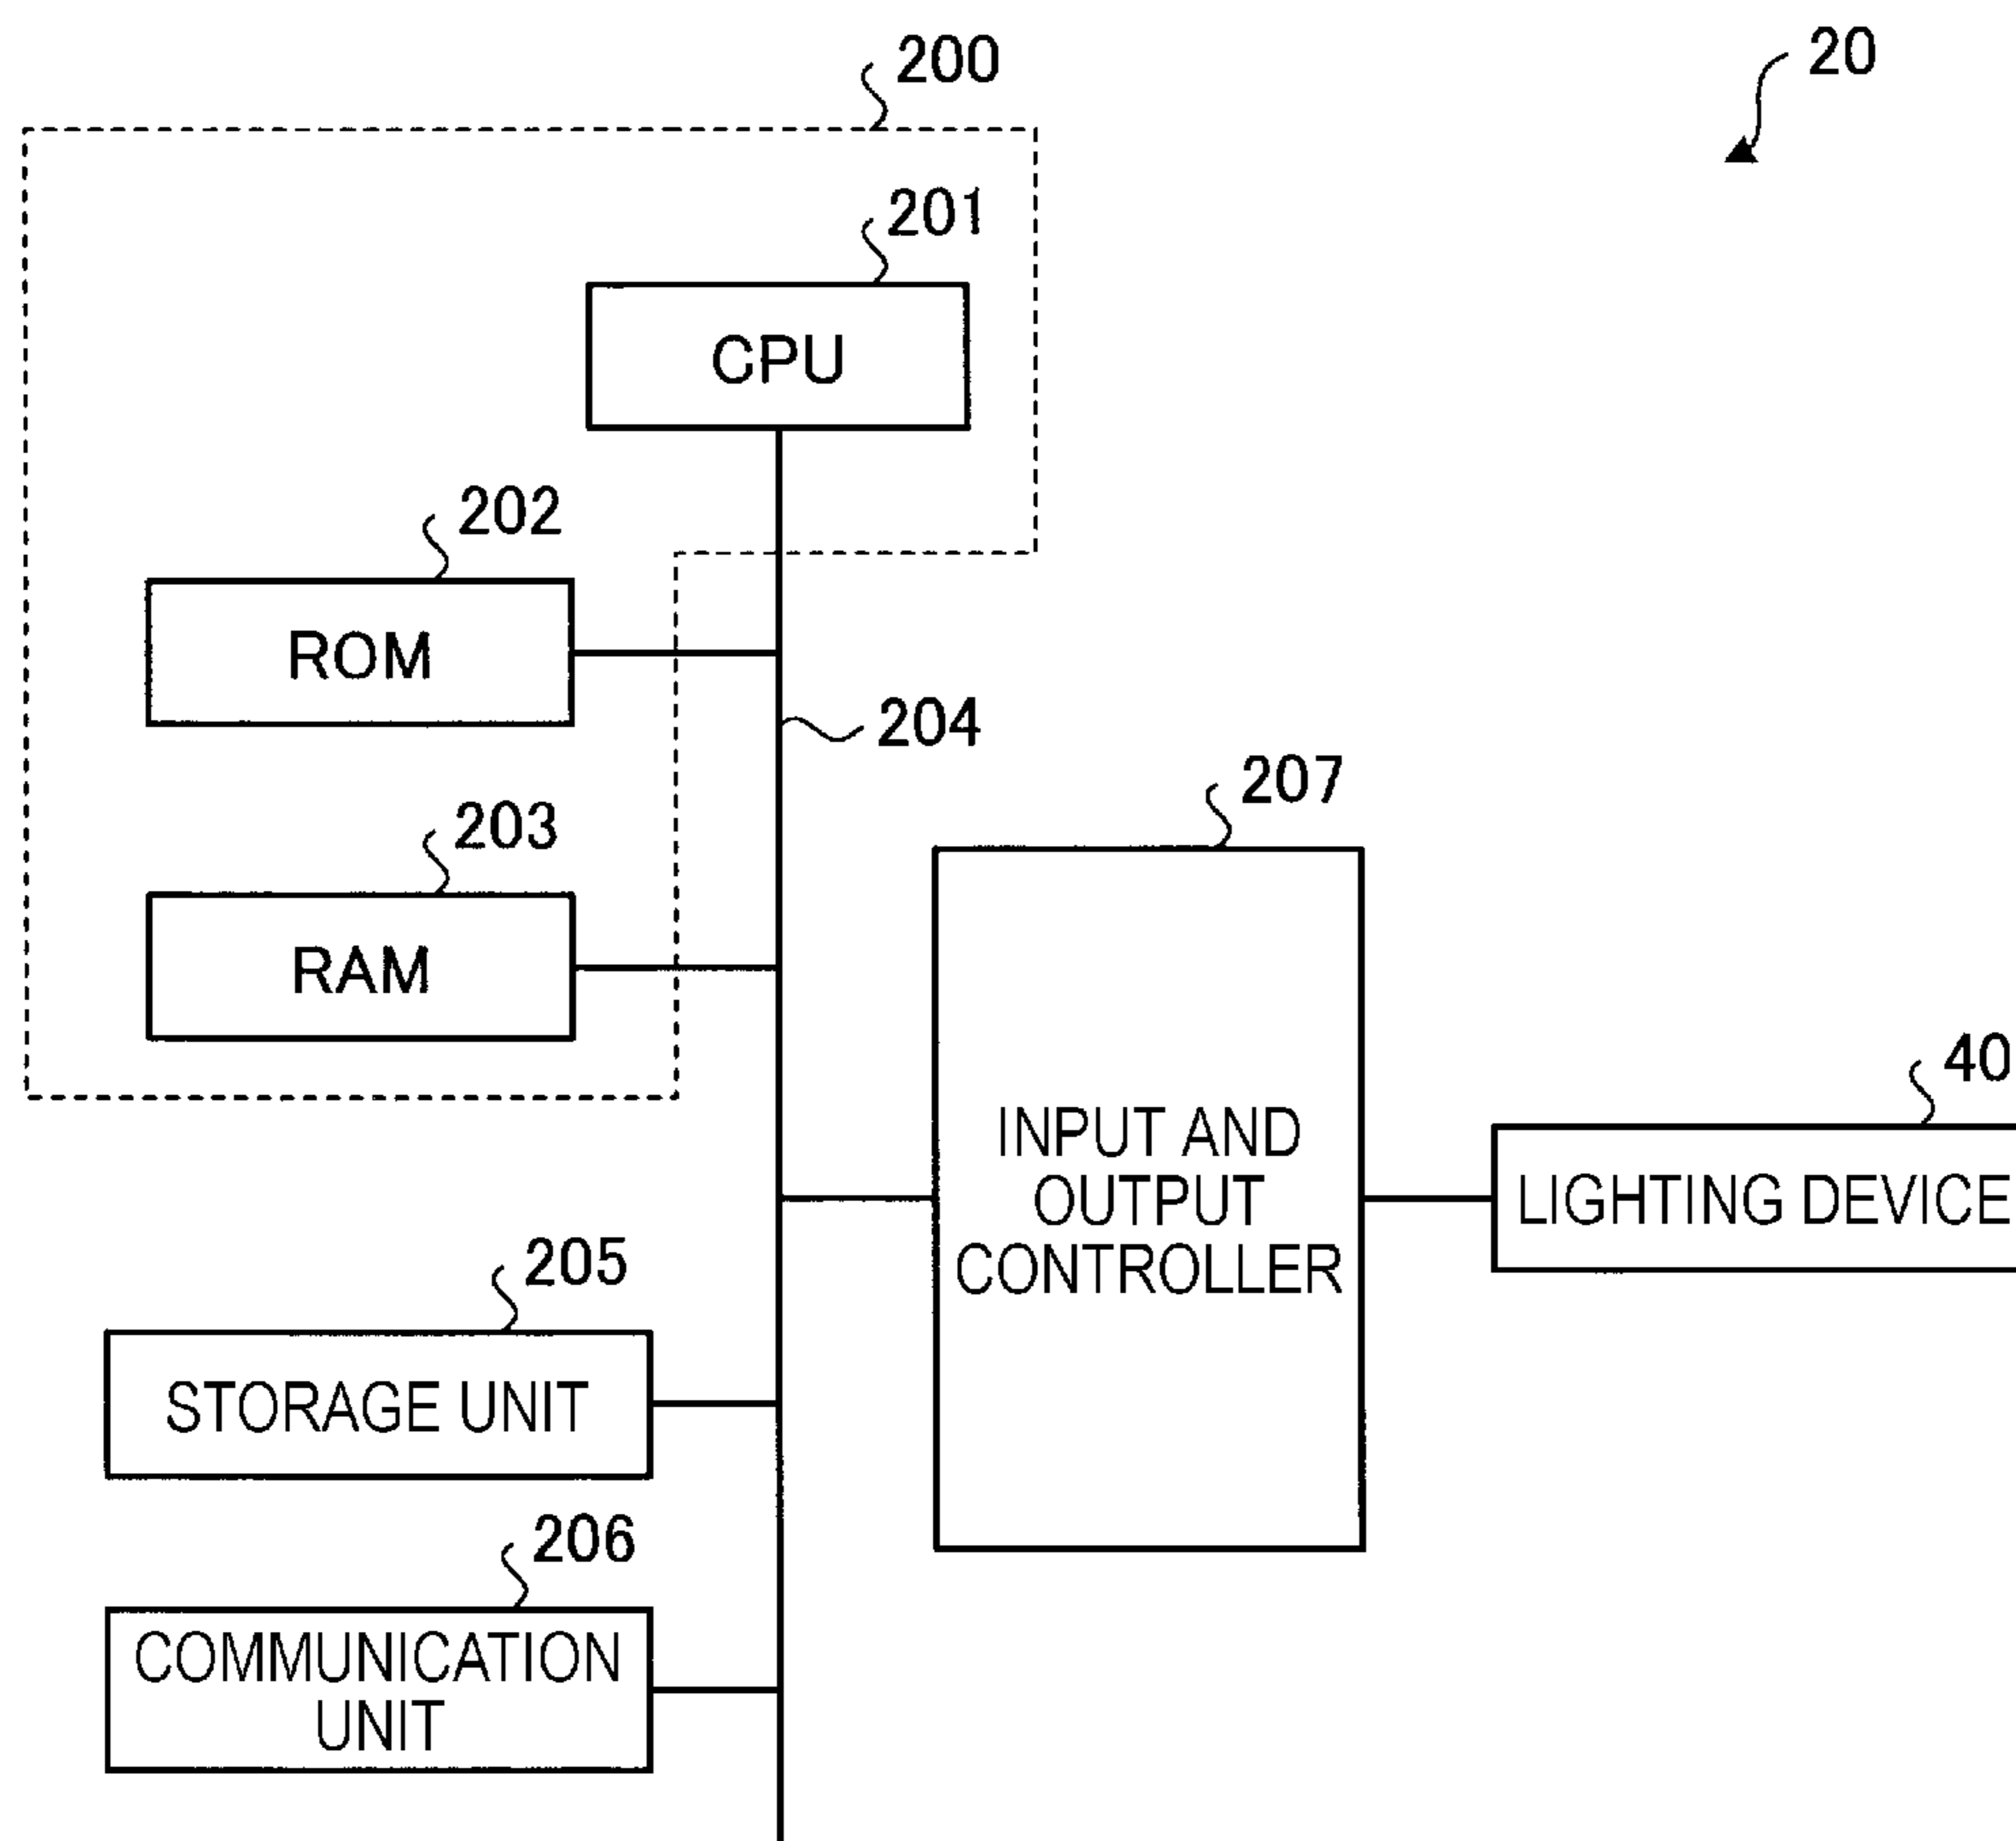 200
20
201
CPU
202
ROM
204
207
203
RAM
40
INPUT AND
OUTPUT
CONTROLLER
LIGHTING DEVICE
205
STORAGE UNIT
206
COMMUNICATION
UNIT